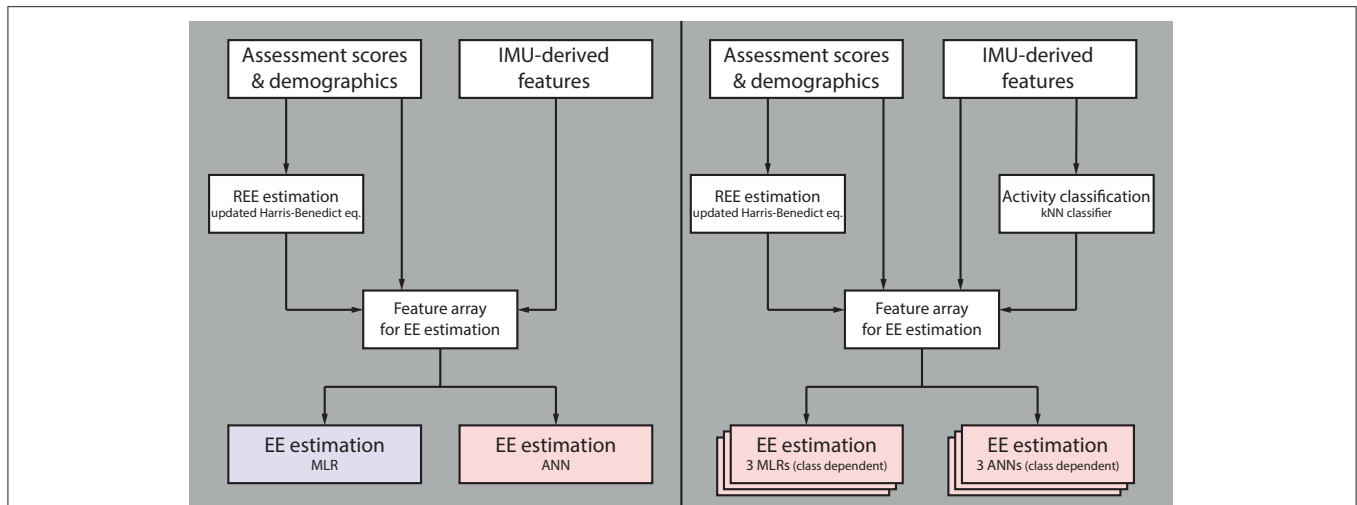 Assessment scores
& demographics
IMU-derived
features
REE estimation
updated Harris-Benedict eq.
Feature array
for EE estimation
EE estimation
MLR
EE estimation
ANN
Assessment scores
& demographics
IMU-derived
features
REE estimation
updated Harris-Benedict eq.
Activity classification
kNN classifier
Feature array
for EE estimation
EE estimation
3 MLRs (class dependent)
EE estimation
3 ANNs (class dependent)